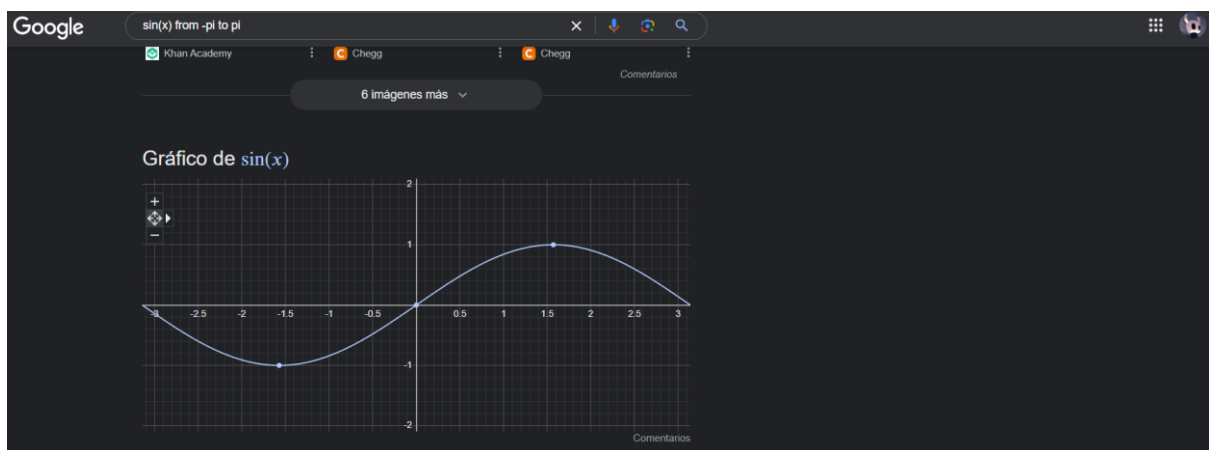 Google
sin(x) from -pi to pi
Khan Academy
Chegg
Chegg
Comentarios
6 imágenes más
Gráfico de sin(x)
2
1
-3 -2.5 -2 -1.5 -1 -0.5 0.5 1 1.5 2 2.5 3
-1
-2
Comentarios